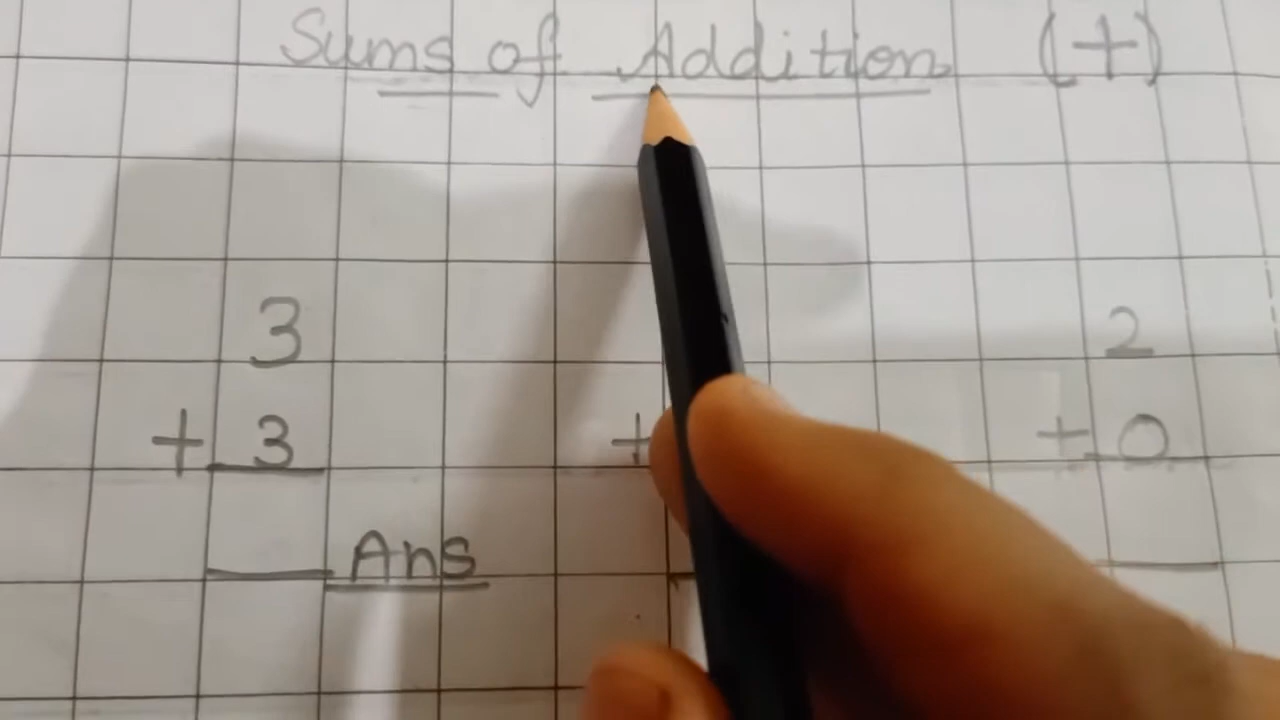 Sums of Addition (+)
3 2
+ 3 + + 0
Ans